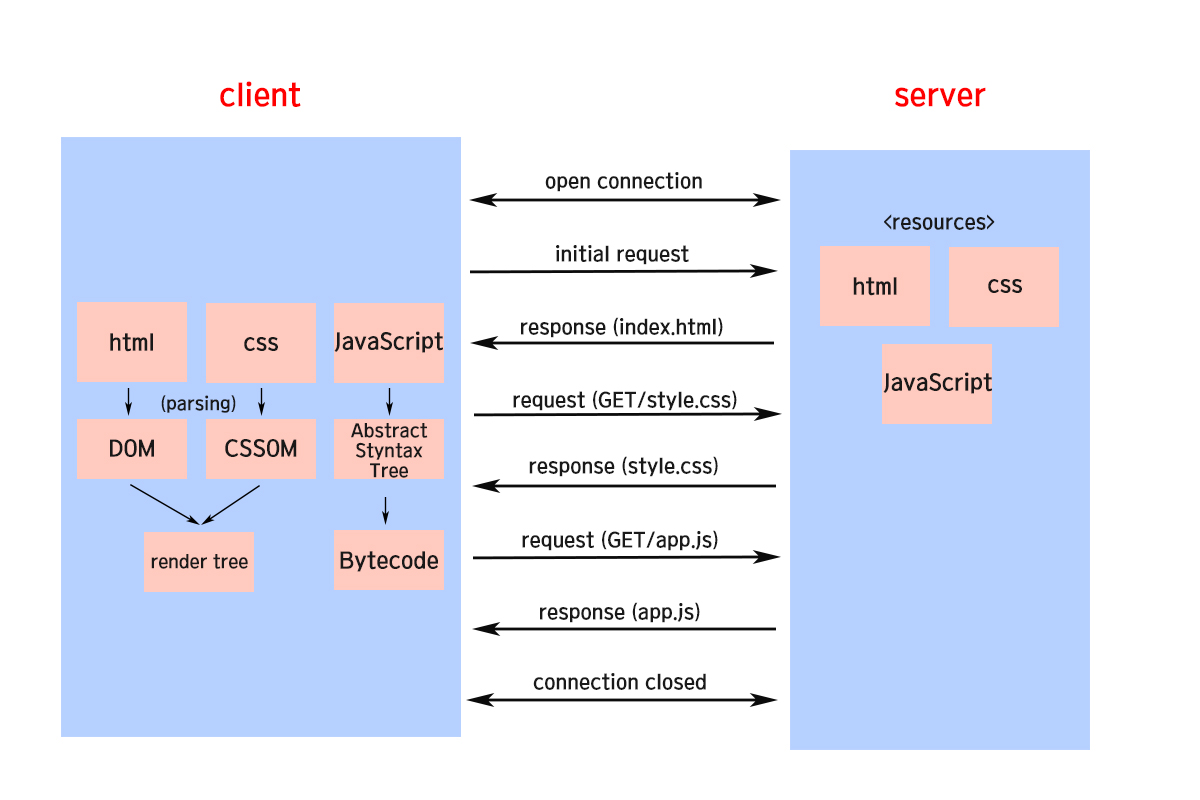 client
server
open connection
<resources>
initial request
html
css
html
css
JavaScript
response (index.html)
JavaScript
(parsing)
request (GET/style.css)
DOM
CSSOM
Abstract
Styntax
Tree
response (style.css)
request (GET/app.js)
render tree
Bytecode
response (app.js)
connection closed